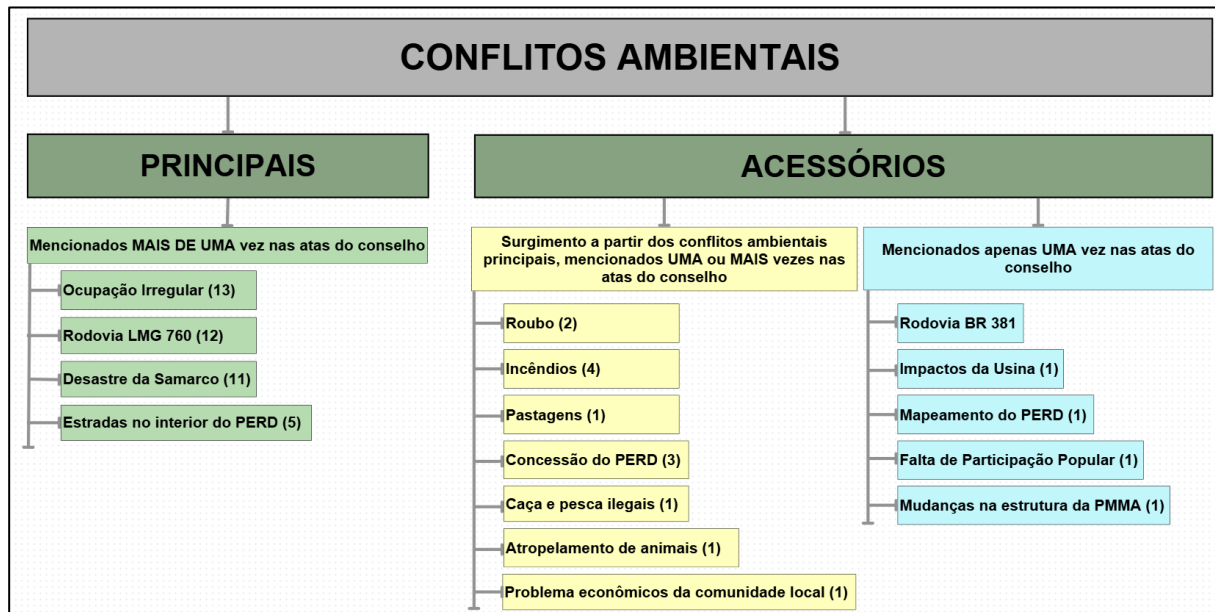 CONFLITOS AMBIENTAIS
PRINCIPAIS
Mencionados MAIS DE UMA vez nas atas do conselho
Ocupação Irregular (13)
Rodovia LMG 760 (12)
Desastre da Samarco (11)
Estradas no interior do PERD (5)
ACESSÓRIOS
Surgimento a partir dos conflitos ambientais
principais, mencionados UMA ou MAIS vezes nas
atas do conselho
Roubo (2)
Incêndios (4)
Pastagens (1)
Concessão do PERD (3)
Caça e pesca ilegais (1)
Atropelamento de animais (1)
Problema econômicos da comunidade local (1)
Mencionados apenas UMA vez nas atas do
conselho
Rodovia BR 381
Impactos da Usina (1)
Mapeamento do PERD (1)
Falta de Participação Popular (1)
Mudanças na estrutura da PMMA (1)